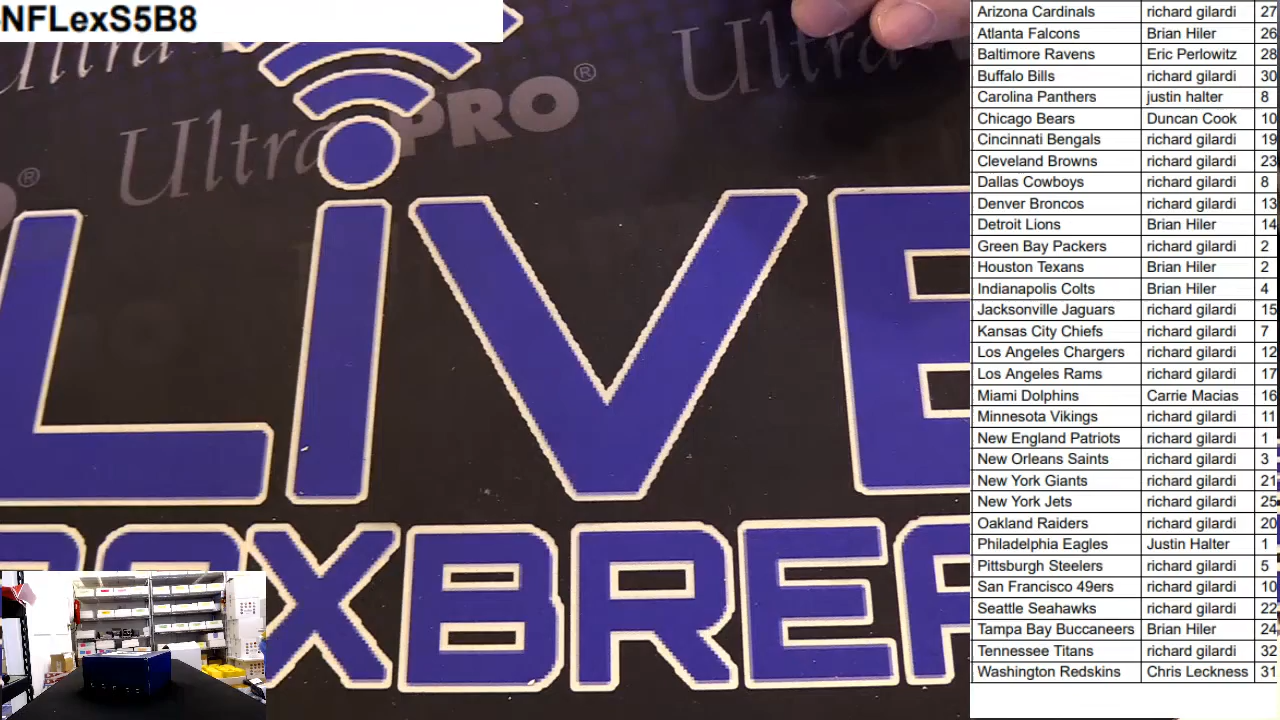 NFLexS5B8
Ultra
Ultra PRO®
Ultra
®
LiVE
BOXBREA
Arizona Cardinals richard gilardi 27
Atlanta Falcons Brian Hiler 26
Baltimore Ravens Eric Perlowitz 28
Buffalo Bills richard gilardi 30
Carolina Panthers justin halter 8
Chicago Bears Duncan Cook 10
Cincinnati Bengals richard gilardi 19
Cleveland Browns richard gilardi 23
Dallas Cowboys richard gilardi 8
Denver Broncos richard gilardi 13
Detroit Lions Brian Hiler 14
Green Bay Packers richard gilardi 2
Houston Texans Brian Hiler 2
Indianapolis Colts Brian Hiler 4
Jacksonville Jaguars richard gilardi 15
Kansas City Chiefs richard gilardi 7
Los Angeles Chargers richard gilardi 12
Los Angeles Rams richard gilardi 17
Miami Dolphins Carrie Macias 16
Minnesota Vikings richard gilardi 11
New England Patriots richard gilardi 1
New Orleans Saints richard gilardi 3
New York Giants richard gilardi 21
New York Jets richard gilardi 25
Oakland Raiders richard gilardi 20
Philadelphia Eagles Justin Halter 1
Pittsburgh Steelers richard gilardi 5
San Francisco 49ers richard gilardi 10
Seattle Seahawks richard gilardi 22
Tampa Bay Buccaneers Brian Hiler 24
Tennessee Titans richard gilardi 32
Washington Redskins Chris Leckness 31